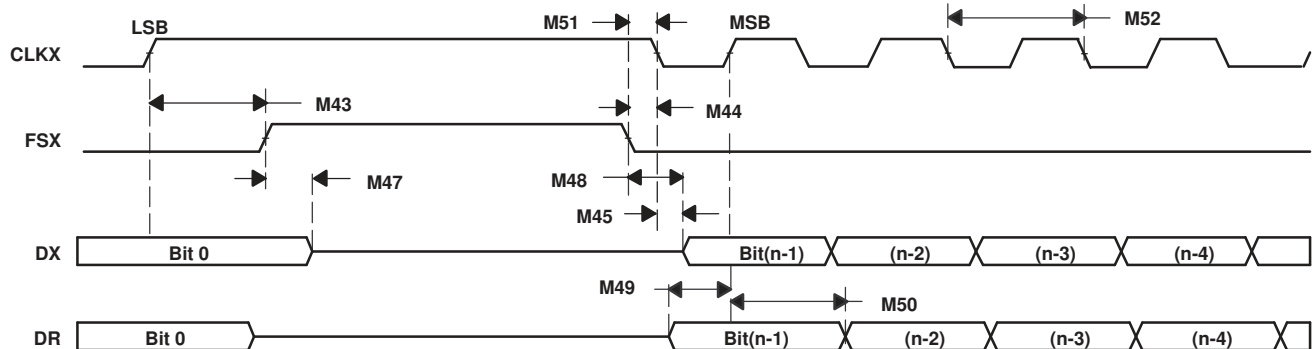 LSB M51 MSB M52
CLKX
M43 M44
FSX
M47 M48
M45
DX Bit 0 Bit(n-1) (n-2) (n-3) (n-4)
M49 M50
DR Bit 0 Bit(n-1) (n-2) (n-3) (n-4)